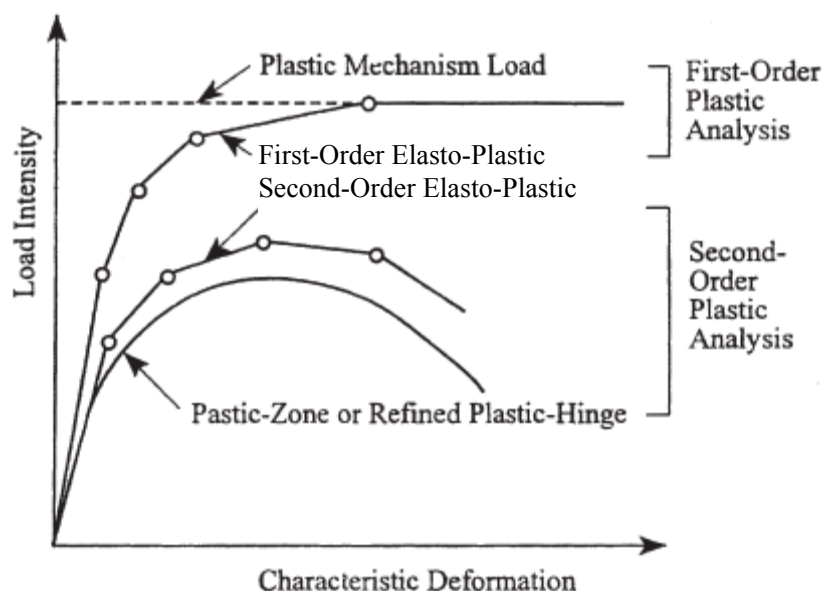 Plastic Mechanism Load
First-Order
Plastic
Analysis
First-Order Elasto-Plastic
Second-Order Elasto-Plastic
Second-
Order
Plastic
Analysis
Pastic-Zone or Refined Plastic-Hinge
Load Intensity
Characteristic Deformation